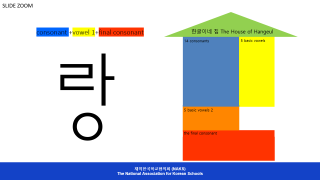 SLIDE ZOOM
consonant+vowel 1+final consonant
랑
한글이네 집 The House of Hangeul
14 consonants
6 basic vowels
5 basic vowels 2
the final consonant
재미한국학교협의회 (NAKS)
The National Association for Korean Schools